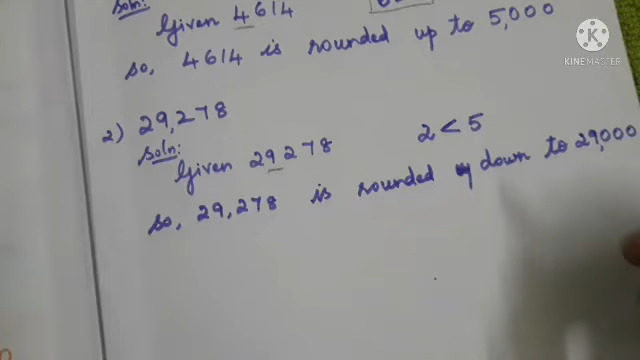 Soln:
Given 4614
So, 4614 is rounded up to 5,000
2) 29,278
Soln:
Given 29278 2 < 5
So, 29,278 is rounded down to 29,000
KINEMASTER